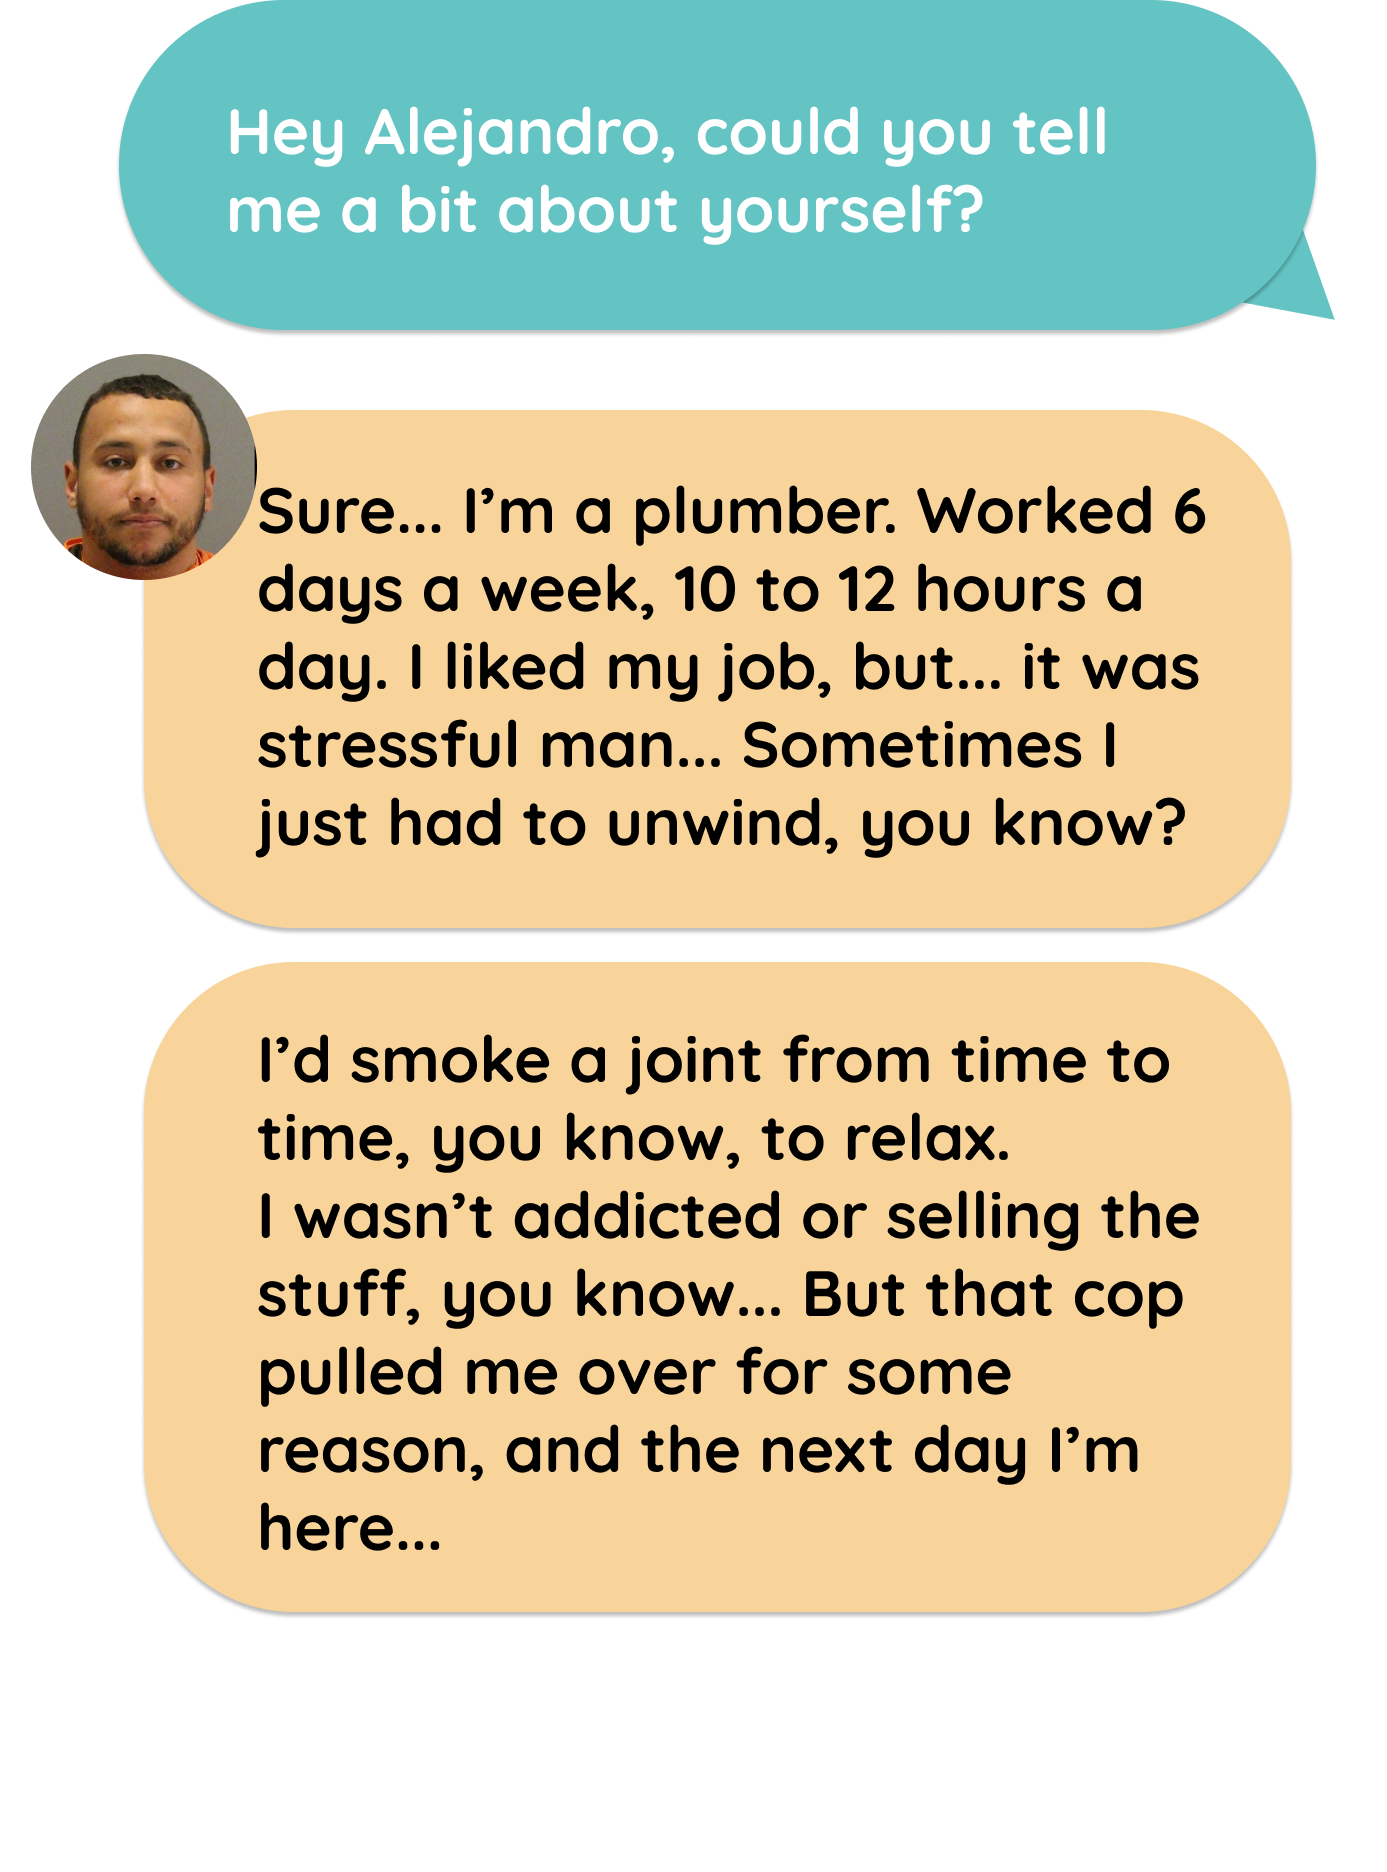 Hey Alejandro, could you tell
me a bit about yourself?
Sure... I’m a plumber. Worked 6
days a week, 10 to 12 hours a
day. I liked my job, but... it was
stressful man... Sometimes I
just had to unwind, you know?
I’d smoke a joint from time to
time, you know, to relax.
I wasn’t addicted or selling the
stuff, you know... But that cop
pulled me over for some
reason, and the next day I’m
here...